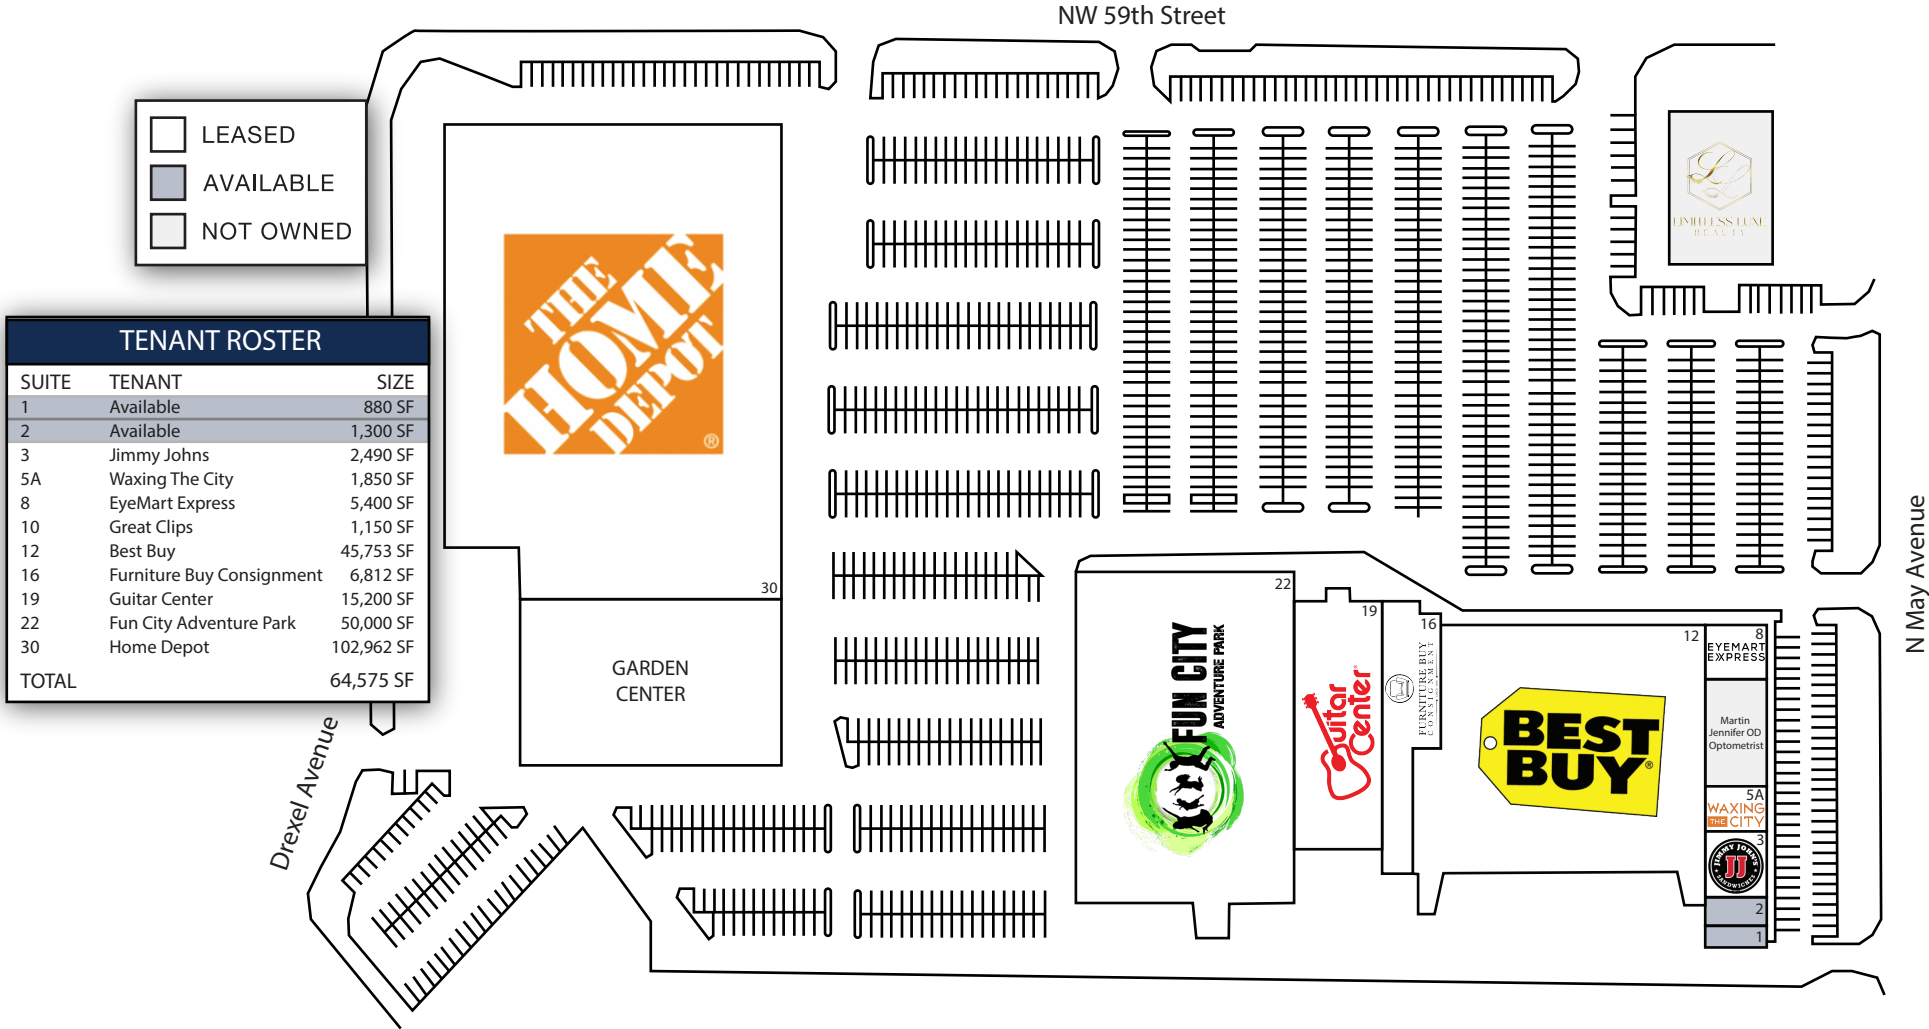 NW 59th Street
LEASED
AVAILABLE
NOT OWNED
TENANT ROSTER
SUITE TENANT SIZE
1 Available 880 SF
2 Available 1,300 SF
3 Jimmy Johns 2,490 SF
5A Waxing The City 1,850 SF
8 EyeMart Express 5,400 SF
10 Great Clips 1,150 SF
12 Best Buy 45,753 SF
16 Furniture Buy Consignment 6,812 SF
19 Guitar Center 15,200 SF
22 Fun City Adventure Park 50,000 SF
30 Home Depot 102,962 SF
TOTAL 64,575 SF
THE
HOME
DEPOT
®
30
GARDEN
CENTER
Drexel Avenue
22
FUN CITY
ADVENTURE PARK
19
Guitar
Center
16
FURNITURE BUY
CONSIGNMENT
12
BEST
BUY
®
8
EYEMART
EXPRESS
Martin
Jennifer OD
Optometrist
5A
WAXING
THE CITY
3
JIMMY JOHN'S
JJ
SANDWICHES
2
1
LIMITLESS LUXE
BEAUTY
N May Avenue